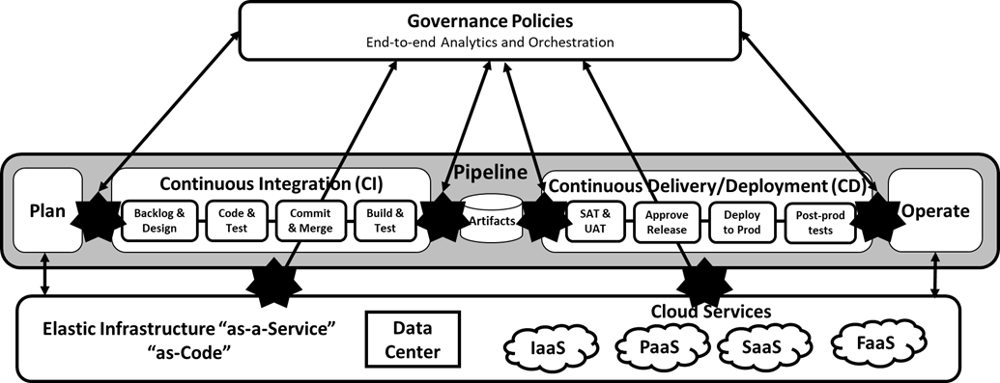 Governance Policies
End-to-end Analytics and Orchestration
Pipeline
Plan
Continuous Integration (CI)
Backlog &
Design
Code &
Test
Commit
& Merge
Build &
Test
Artifacts
Continuous Delivery/Deployment (CD)
SAT &
UAT
Approve
Release
Deploy
to Prod
Post-prod
tests
Operate
Elastic Infrastructure “as-a-Service”
“as-Code”
Data
Center
Cloud Services
IaaS
PaaS
SaaS
FaaS